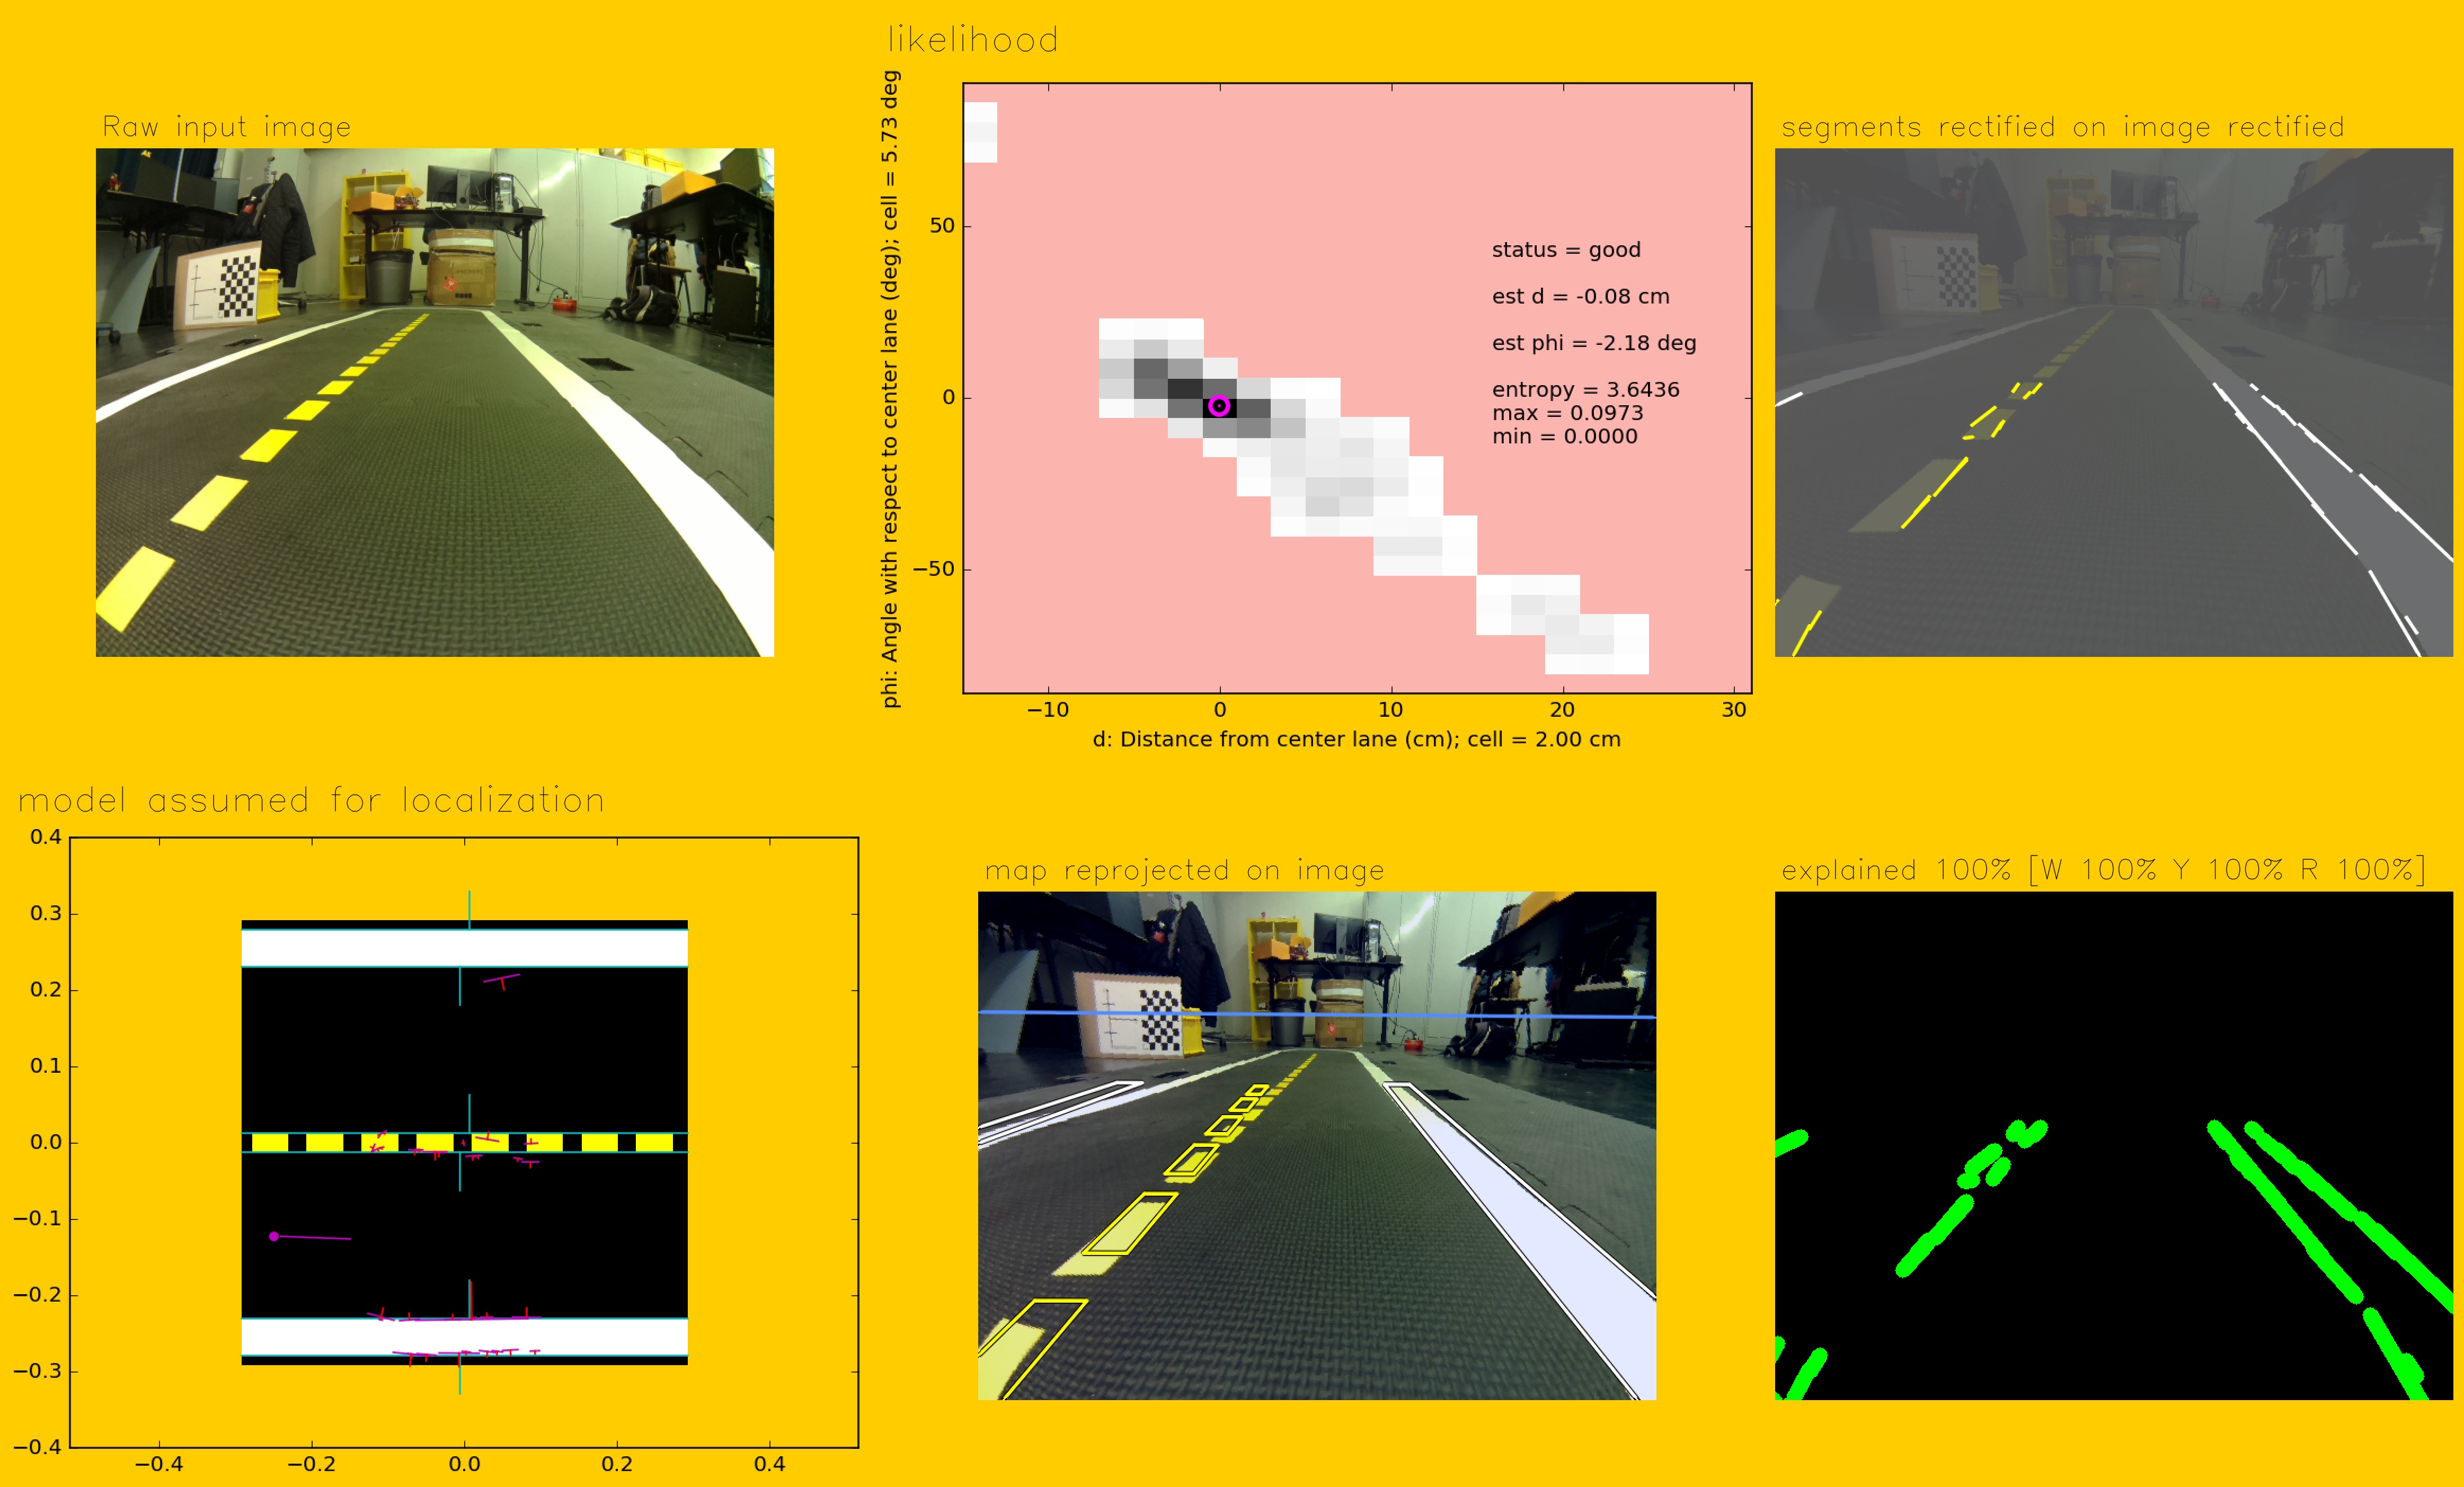 likelihood
Raw input image
segments rectified on image rectified
phi: Angle with respect to center lane (deg); cell = 5.73 deg
50
0
−50
status = good
est d = -0.08 cm
est phi = -2.18 deg
entropy = 3.6436
max = 0.0973
min = 0.0000
−10 0 10 20 30
d: Distance from center lane (cm); cell = 2.00 cm
model assumed for localization
0.4
0.3
0.2
0.1
0.0
−0.1
−0.2
−0.3
−0.4
−0.4 −0.2 0.0 0.2 0.4
map reprojected on image
explained 100% [W 100% Y 100% R 100%]